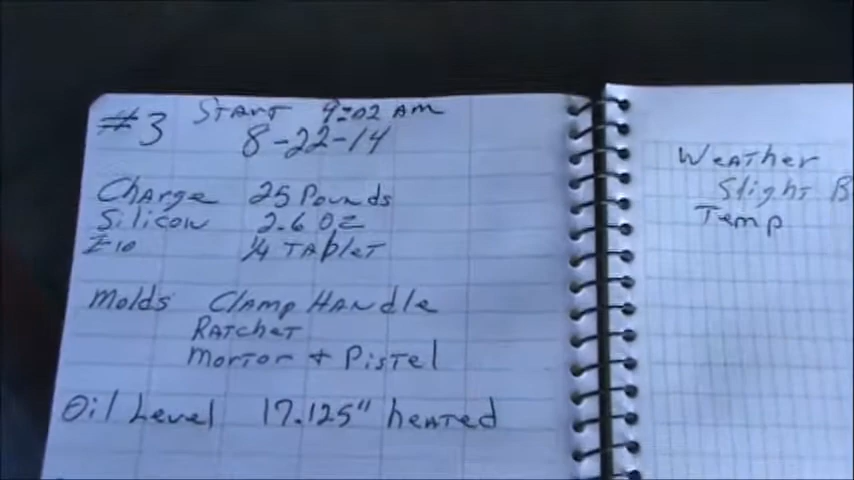 #3 START 9:02 AM
8-22-14
Charge 25 Pounds
Silicon 2.6 oz
E10 1/4 TAblet
Molds Clamp HANdle
RATchet
MorTor + PisTel
Oil Level 17.125" heATed
WeATher
Slight B
Temp